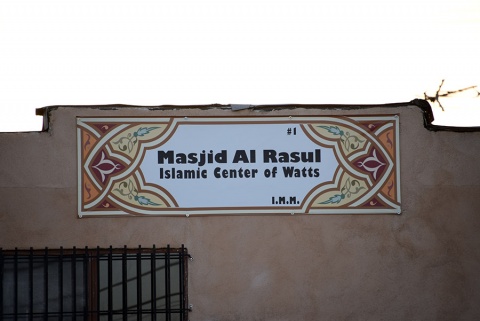 #1
Masjid Al Rasul
Islamic Center of Watts
I.M.M.